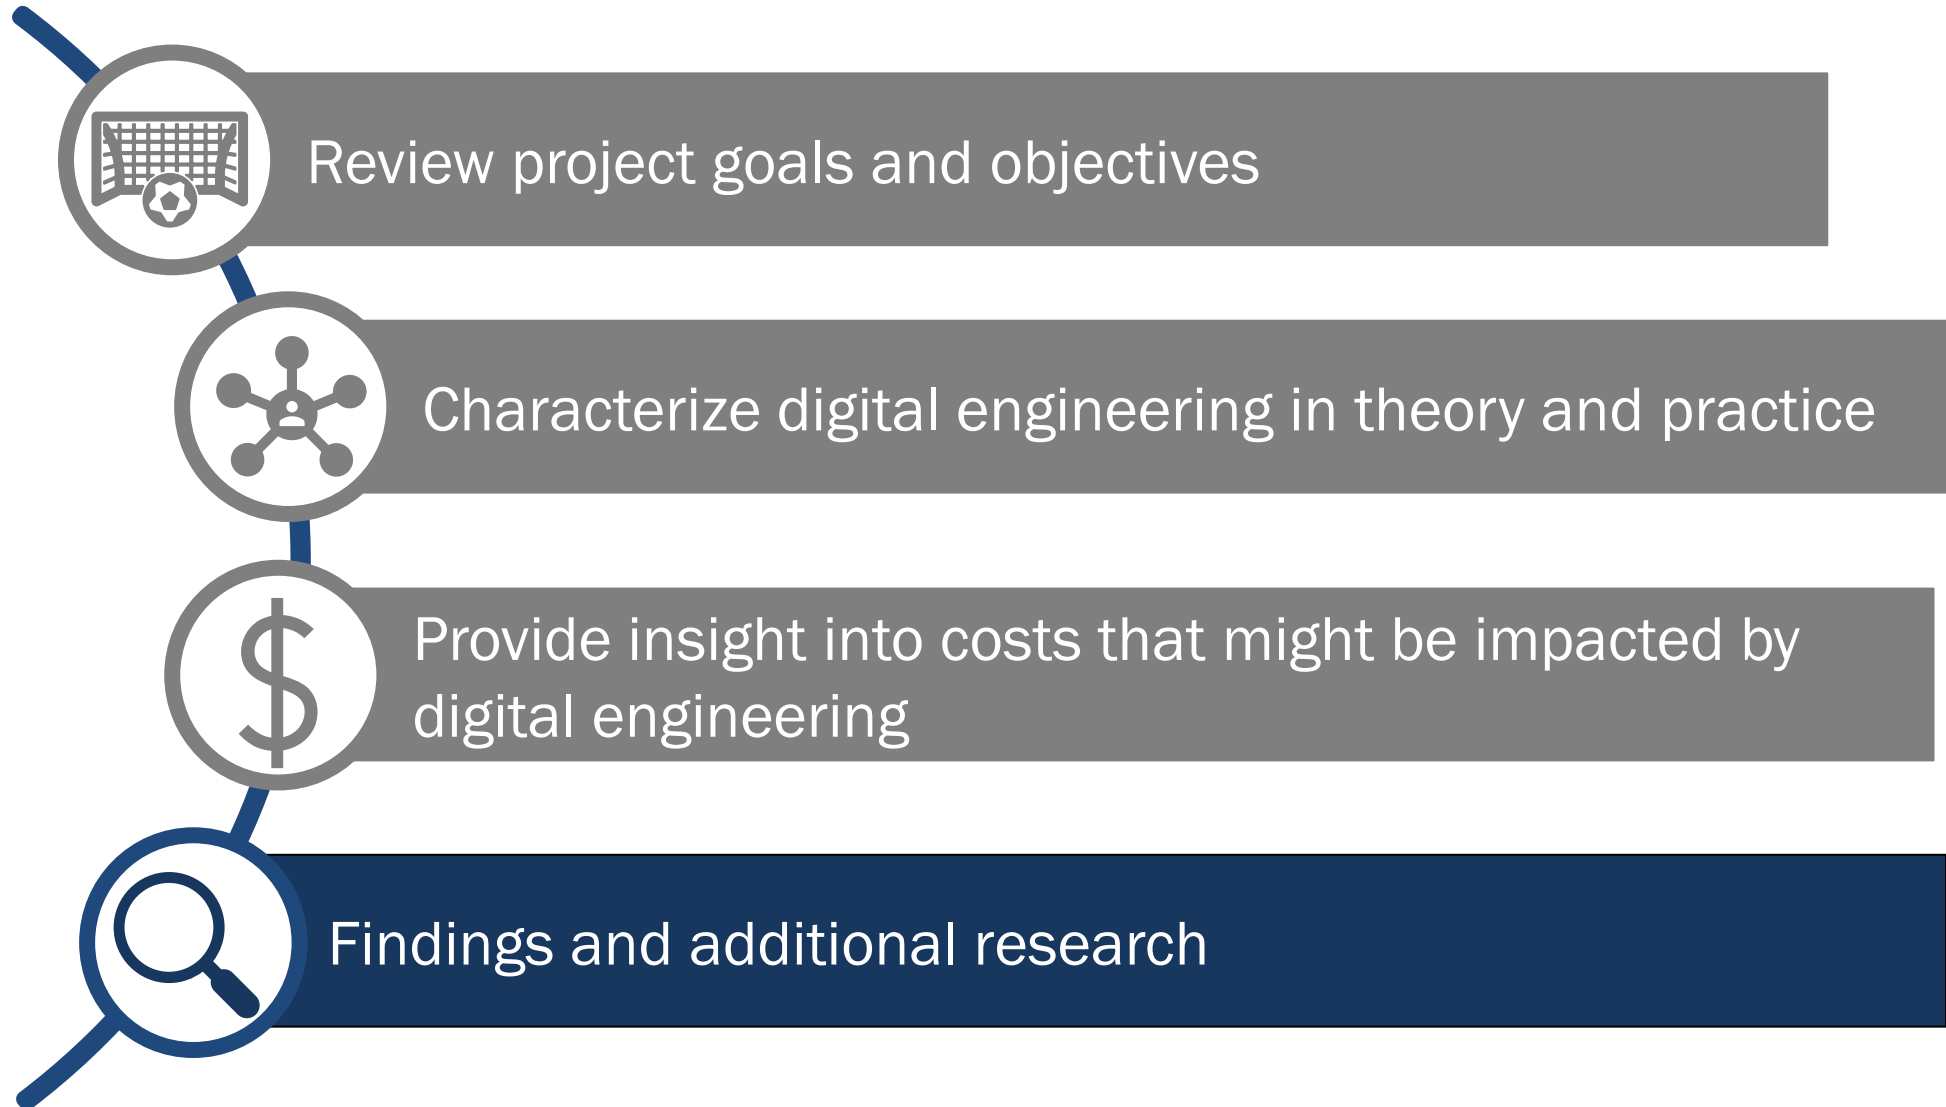 Review project goals and objectives
Characterize digital engineering in theory and practice
Provide insight into costs that might be impacted by
digital engineering
Findings and additional research